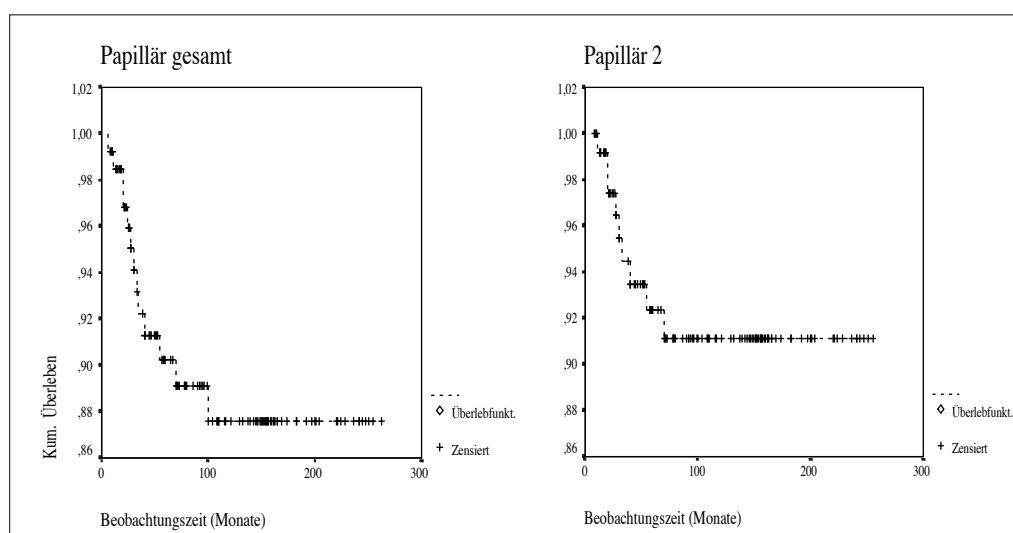 Papillär gesamt
1,02
1,00
,98
,96
,94
,92
,90
,88
,86
Kum. Überleben
0
100
200
300
Beobachtungszeit (Monate)
Überlebfunkt.
Zensiert
Papillär 2
1,02
1,00
,98
,96
,94
,92
,90
,88
,86
0
100
200
300
Beobachtungszeit (Monate)
Überlebfunkt.
Zensiert